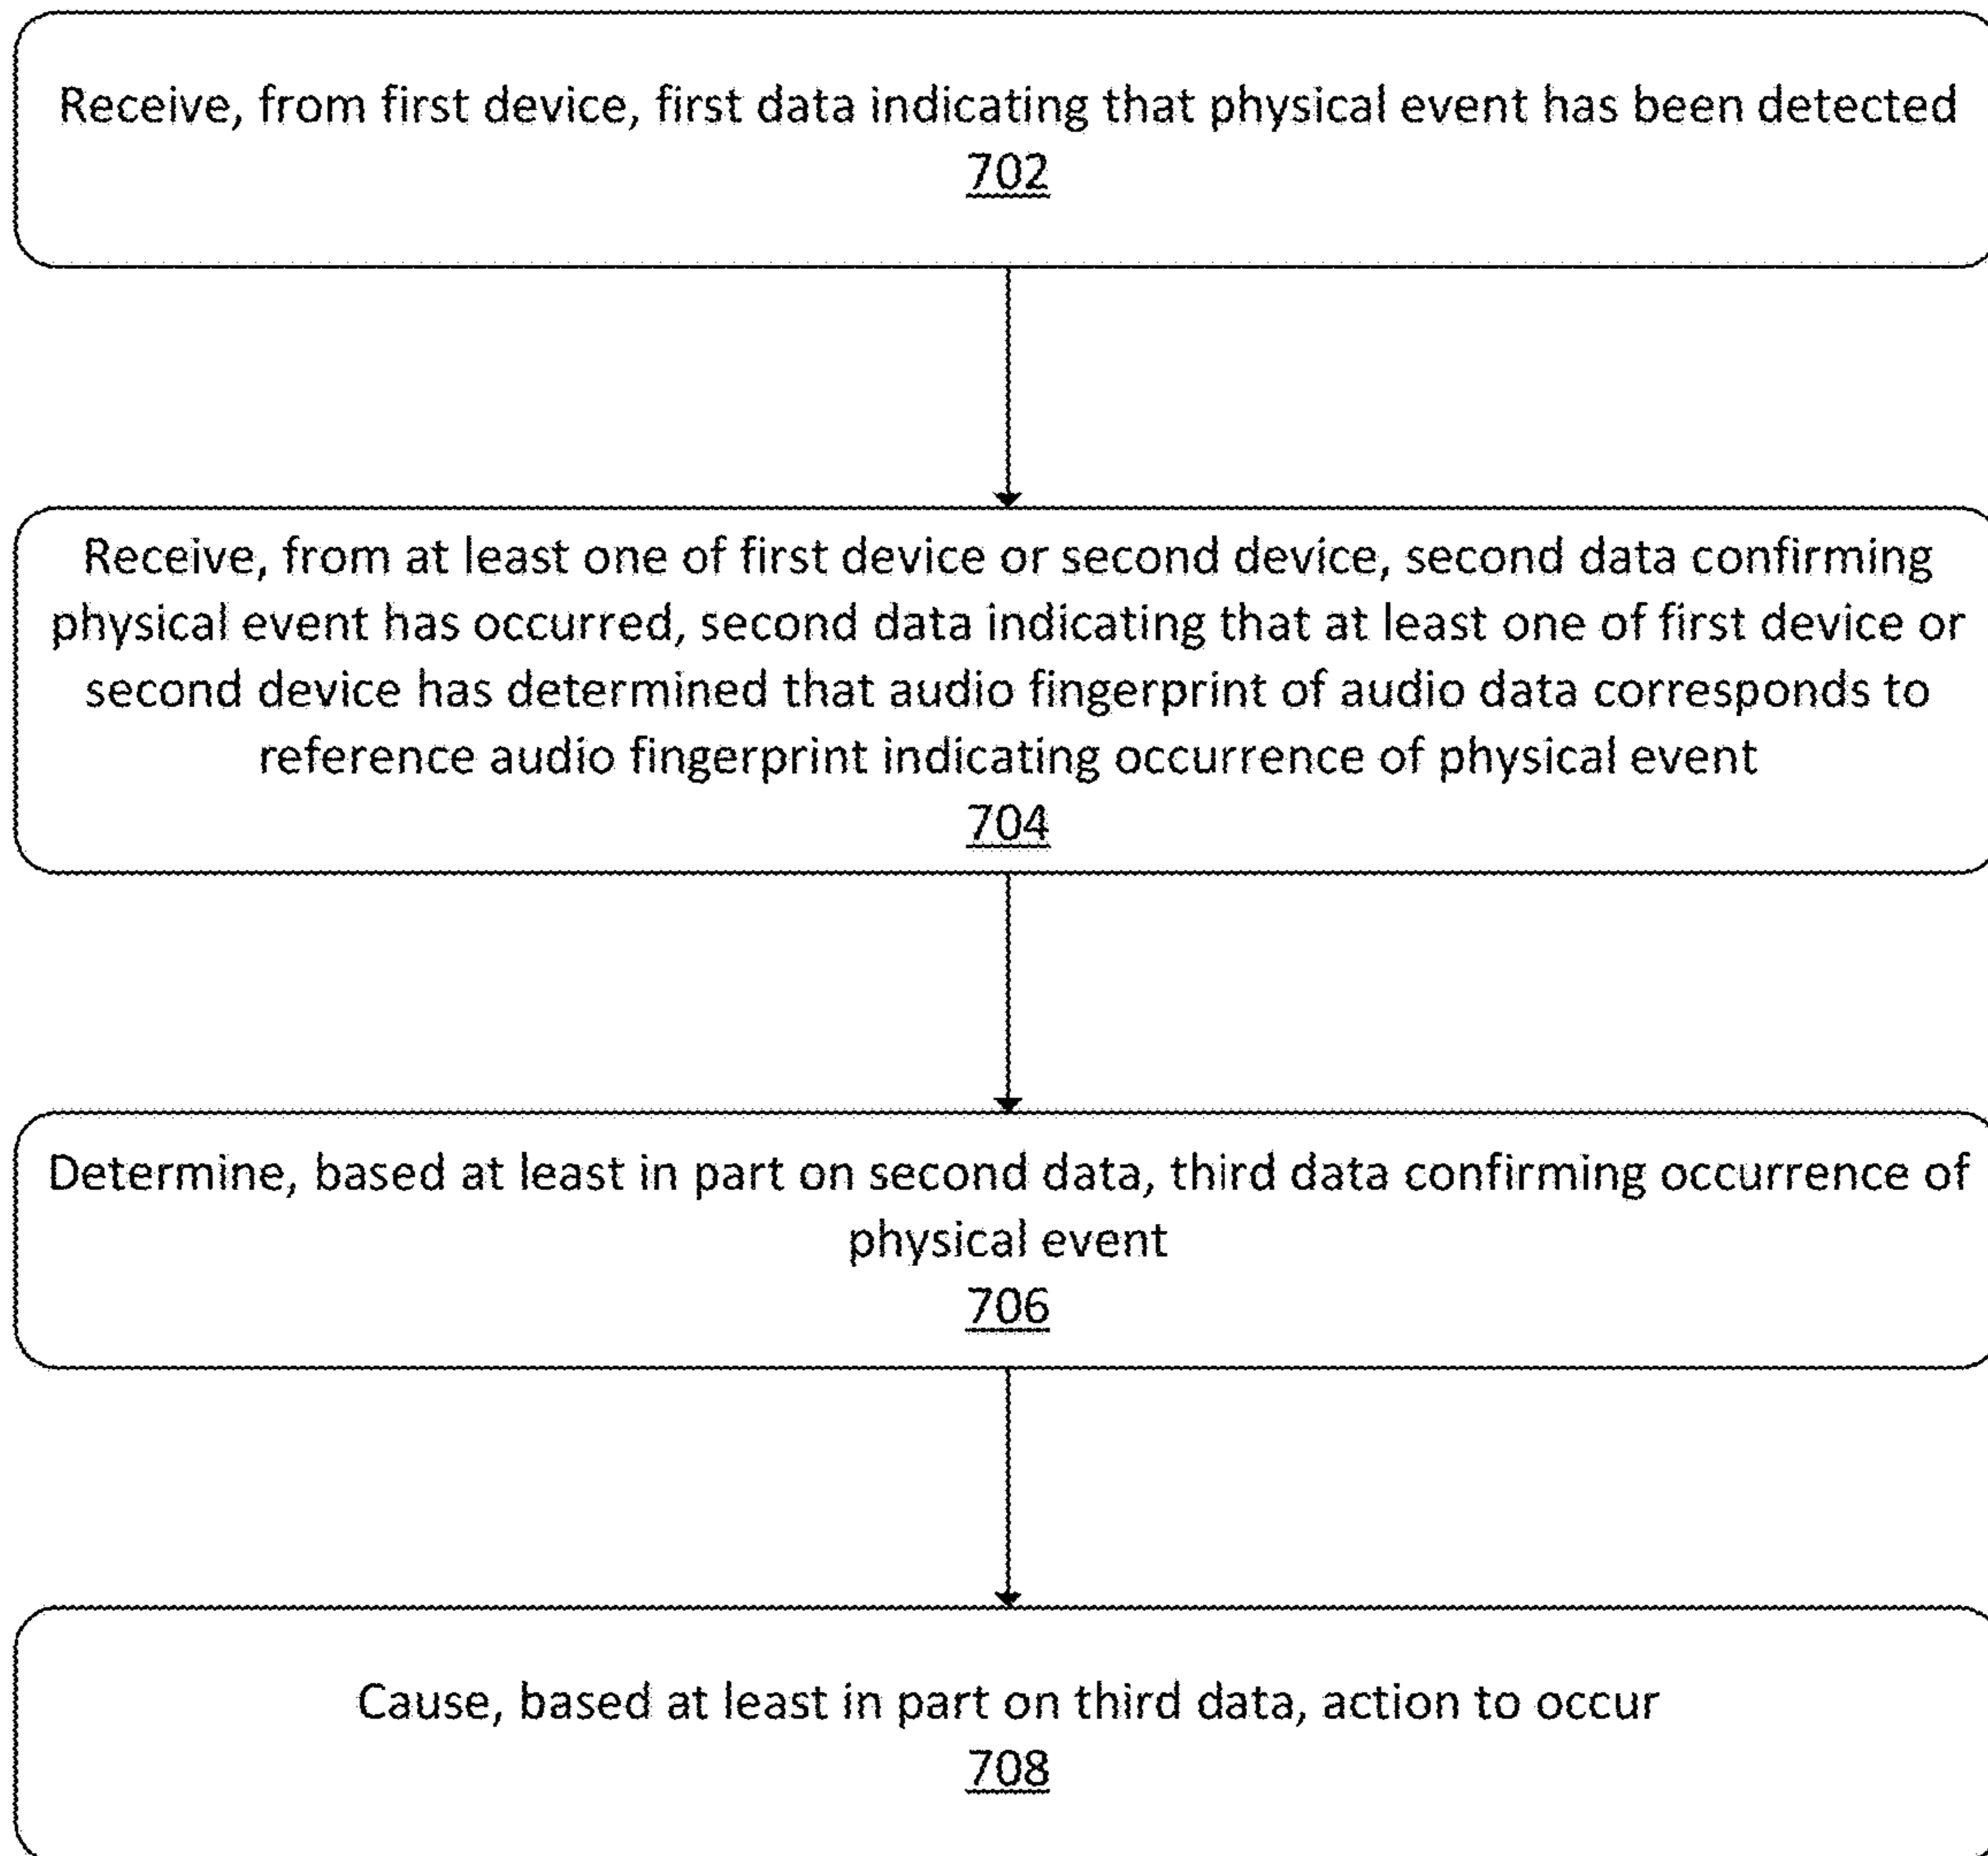 Receive, from first device, first data indicating that physical event has been detected
702
Receive, from at least one of first device or second device, second data confirming
physical event has occurred, second data indicating that at least one of first device or
second device has determined that audio fingerprint of audio data corresponds to
reference audio fingerprint indicating occurrence of physical event
704
Determine, based at least in part on second data, third data confirming occurrence of
physical event
706
Cause, based at least in part on third data, action to occur
708